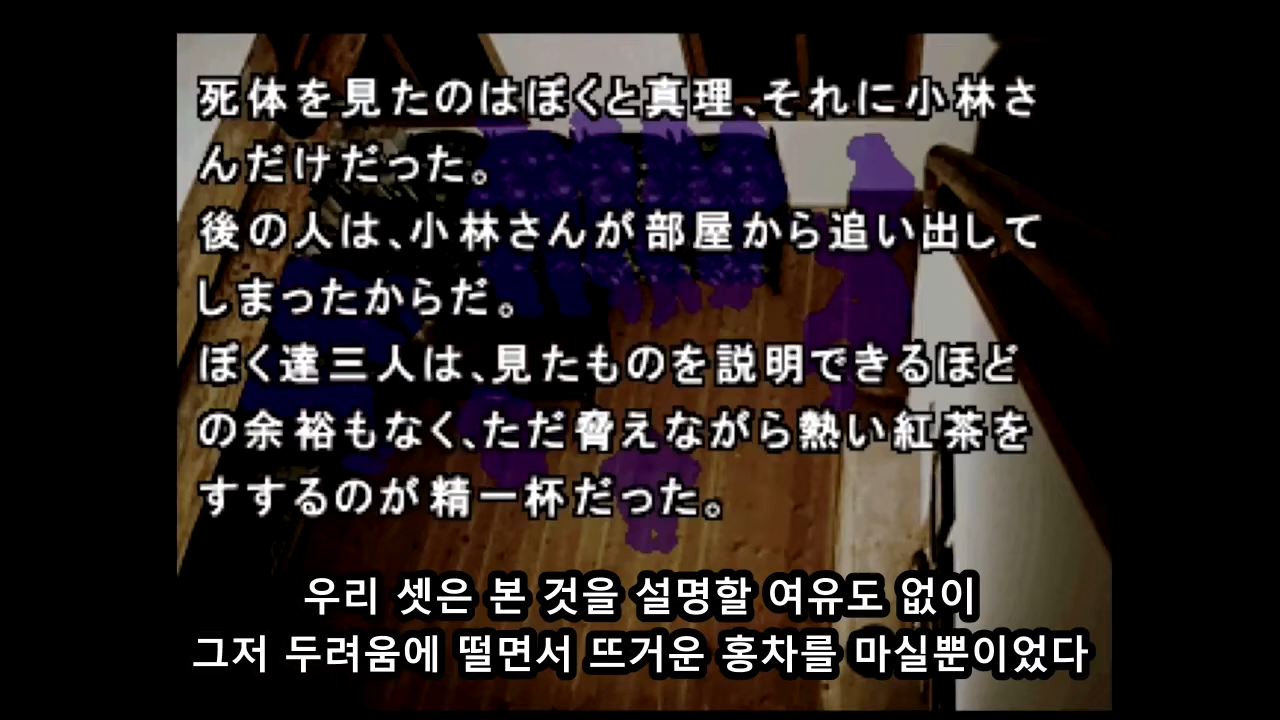 死体を見たのはぼくと真理、それに小林さ
んだけだった。
後の人は、小林さんが部屋から追い出して
しまったからだ。
ぼく達三人は、見たものを説明できるほど
の余裕もなく、ただ脅えながら熱い紅茶を
すするのが精一杯だった。
우리 셋은 본 것을 설명할 여유도 없이
그저 두려움에 떨면서 뜨거운 홍차를 마실뿐이었다